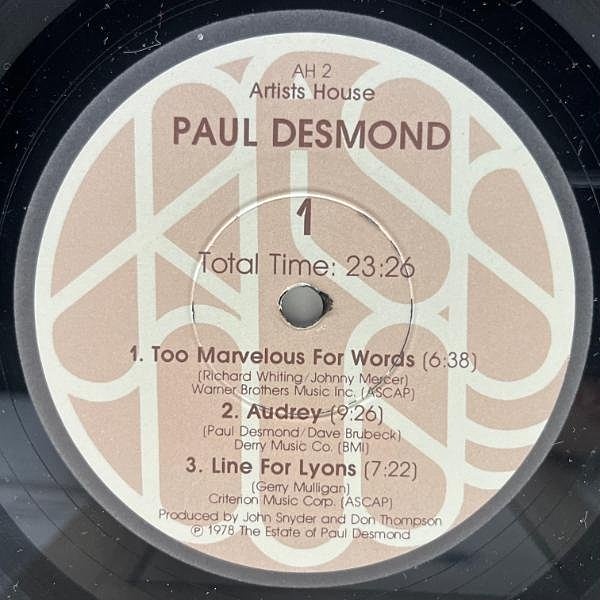 AH 2
Artists House
PAUL DESMOND
1
Total Time: 23:26
1. Too Marvelous For Words (6:38)
(Richard Whiting/Johnny Mercer)
Warner Brothers Music Inc. (ASCAP)
2. Audrey (9:26)
(Paul Desmond/Dave Brubeck)
Derry Music Co. (BMI)
3. Line For Lyons (7:22)
(Gerry Mulligan)
Criterion Music Corp. (ASCAP)
Produced by John Snyder and Don Thompson
℗ 1978 The Estate of Paul Desmond